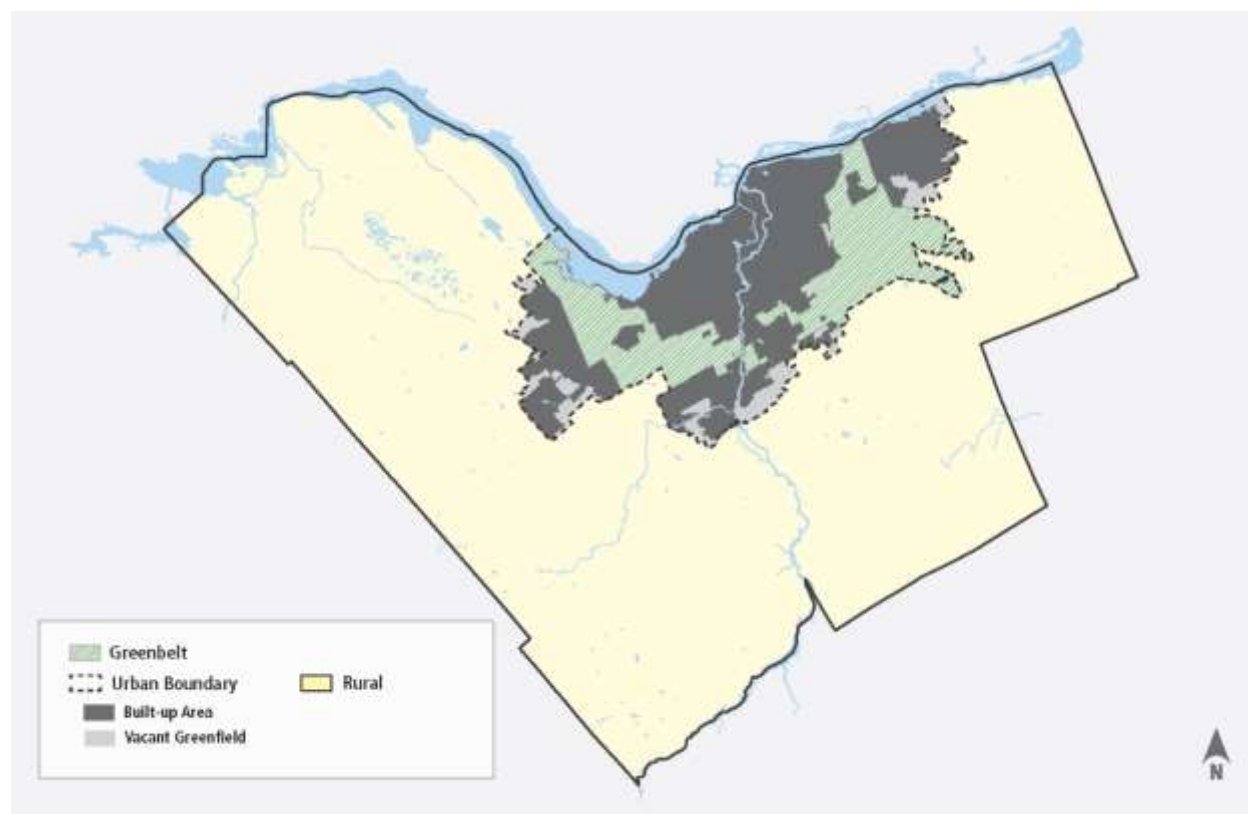 Greenbelt
Urban Boundary
Rural
Built-up Area
Vacant Greenfield
N